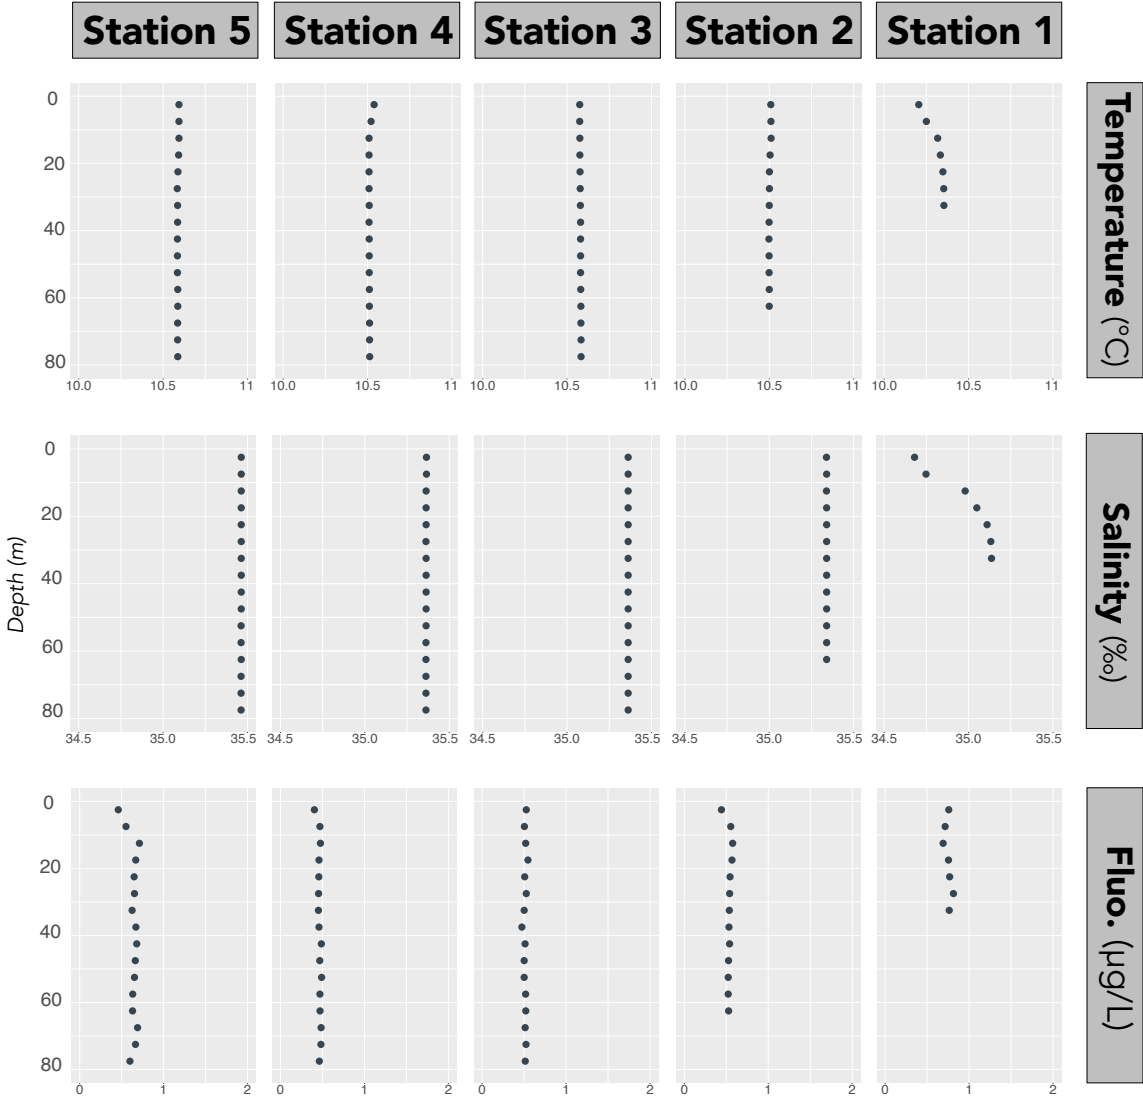 Station 5 Station 4 Station 3 Station 2 Station 1
0
20
40
60
80
Temperature (°C)
10.0 10.5 11 10.0 10.5 11 10.0 10.5 11 10.0 10.5 11 10.0 10.5 11
Depth (m)
0
20
40
60
80
Salinity (‰)
34.5 35.0 35.5 34.5 35.0 35.5 34.5 35.0 35.5 34.5 35.0 35.5 34.5 35.0 35.5
0
20
40
60
80
Fluo. (µg/L)
0 1 2 0 1 2 0 1 2 0 1 2 0 1 2